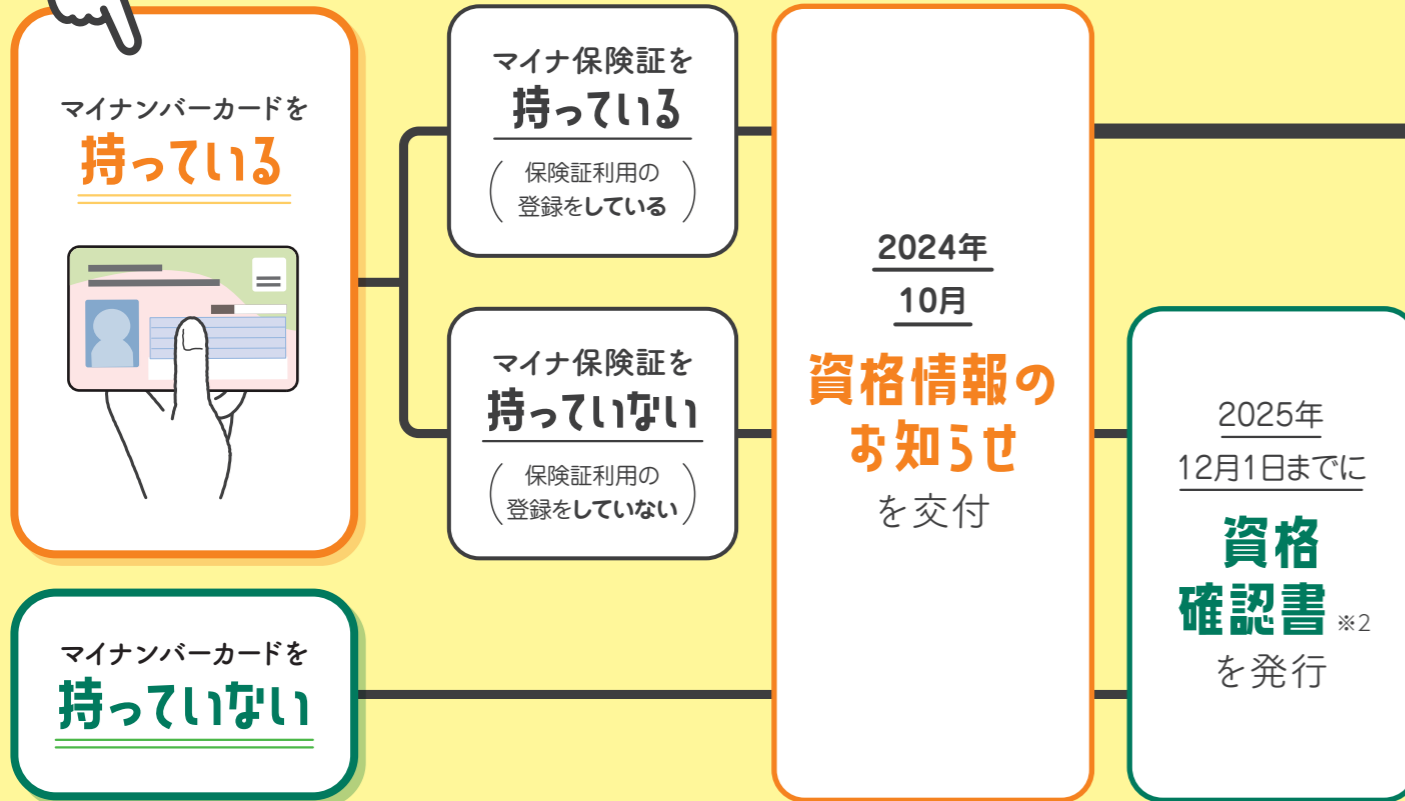 マイナンバーカードを
持っている
マイナ保険証を
持っている
保険証利用の
登録をしている
マイナ保険証を
持っていない
保険証利用の
登録をしていない
マイナンバーカードを
持っていない
2024年
10月
資格情報の
お知らせ
を交付
2025年
12月1日までに
資格
確認書 ※2
を発行